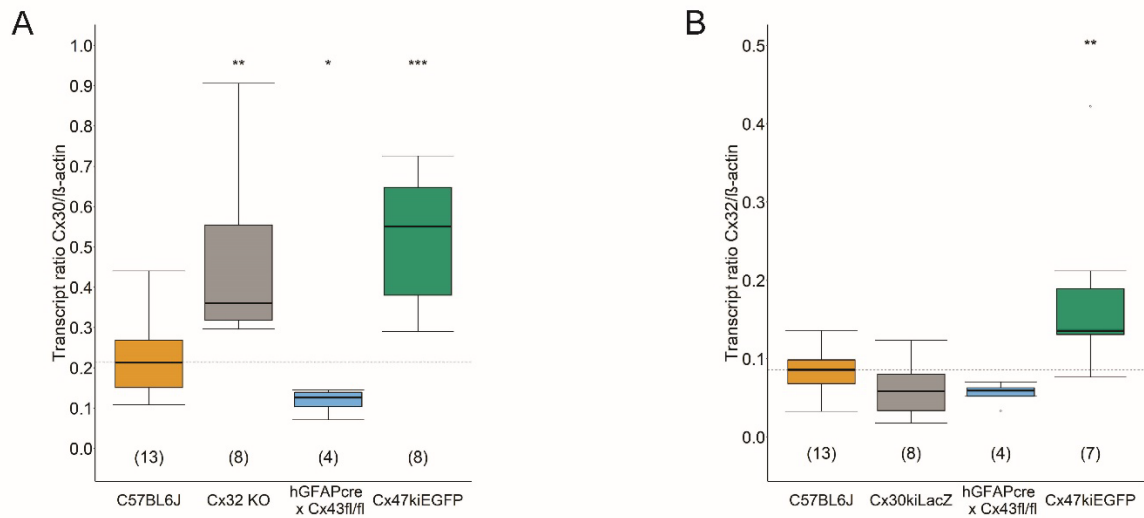 A
Transcript ratio Cx30/ß-actin
1.0
0.9
0.8
0.7
0.6
0.5
0.4
0.3
0.2
0.1
0.0
** * ***
(13) (8) (4) (8)
C57BL6J Cx32 KO hGFAPcre Cx47kiEGFP
x Cx43fl/fl
B
Transcript ratio Cx32/ß-actin
0.5
0.4
0.3
0.2
0.1
0.0
**
(13) (8) (4) (7)
C57BL6J Cx30kiLacZ hGFAPcre Cx47kiEGFP
x Cx43fl/fl